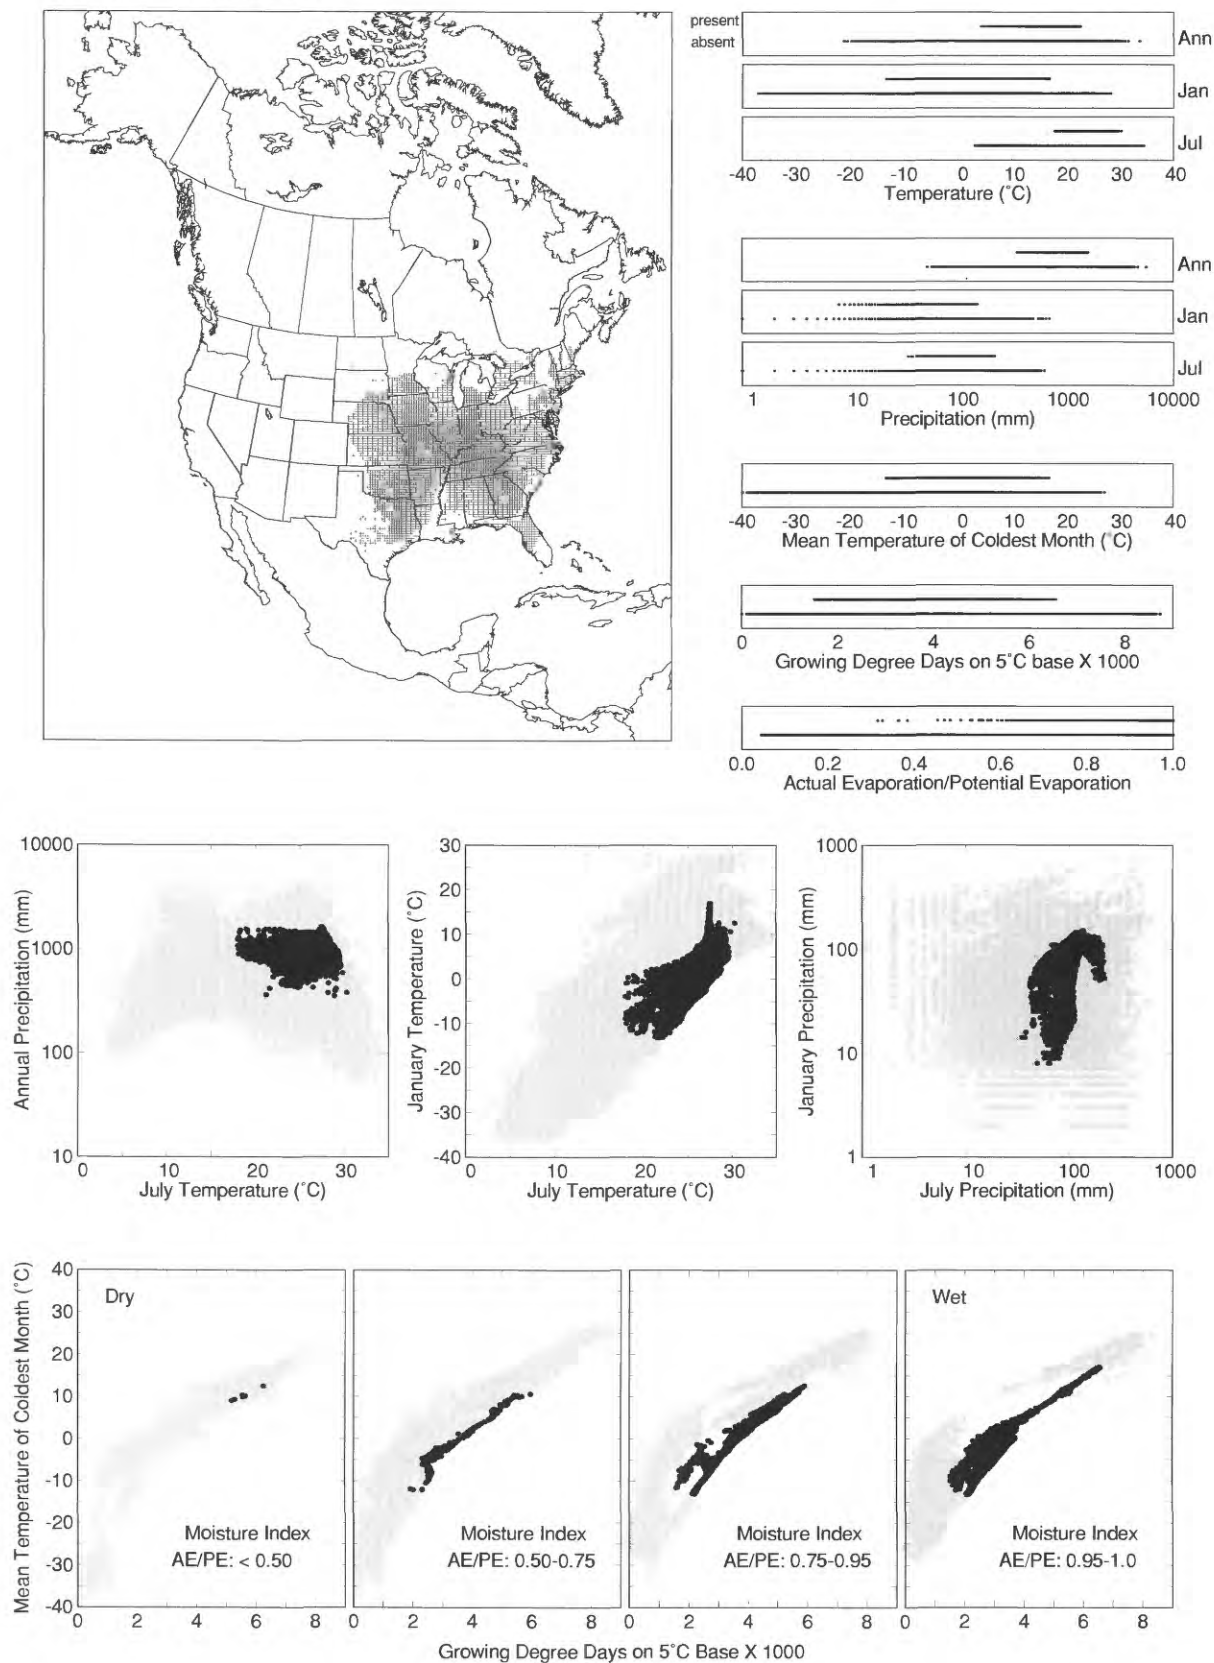 present
absent
Ann
Jan
Jul
-40 -30 -20 -10 0 10 20 30 40
Temperature (˚C)
Ann
Jan
Jul
1 10 100 1000 10000
Precipitation (mm)
-40 -30 -20 -10 0 10 20 30 40
Mean Temperature of Coldest Month (˚C)
0 2 4 6 8
Growing Degree Days on 5˚C base X 1000
0.0 0.2 0.4 0.6 0.8 1.0
Actual Evaporation/Potential Evaporation
Annual Precipitation (mm)
10000
1000
100
10
0 10 20 30
July Temperature (˚C)
January Temperature (˚C)
30
20
10
0
-10
-20
-30
-40
0 10 20 30
July Temperature (˚C)
January Precipitation (mm)
1000
100
10
1
1 10 100 1000
July Precipitation (mm)
Mean Temperature of Coldest Month (˚C)
40
30
20
10
0
-10
-20
-30
-40
Dry
Moisture Index
AE/PE: < 0.50
0 2 4 6 8
Moisture Index
AE/PE: 0.50-0.75
0 2 4 6 8
Moisture Index
AE/PE: 0.75-0.95
0 2 4 6 8
Wet
Moisture Index
AE/PE: 0.95-1.0
0 2 4 6 8
Growing Degree Days on 5˚C Base X 1000